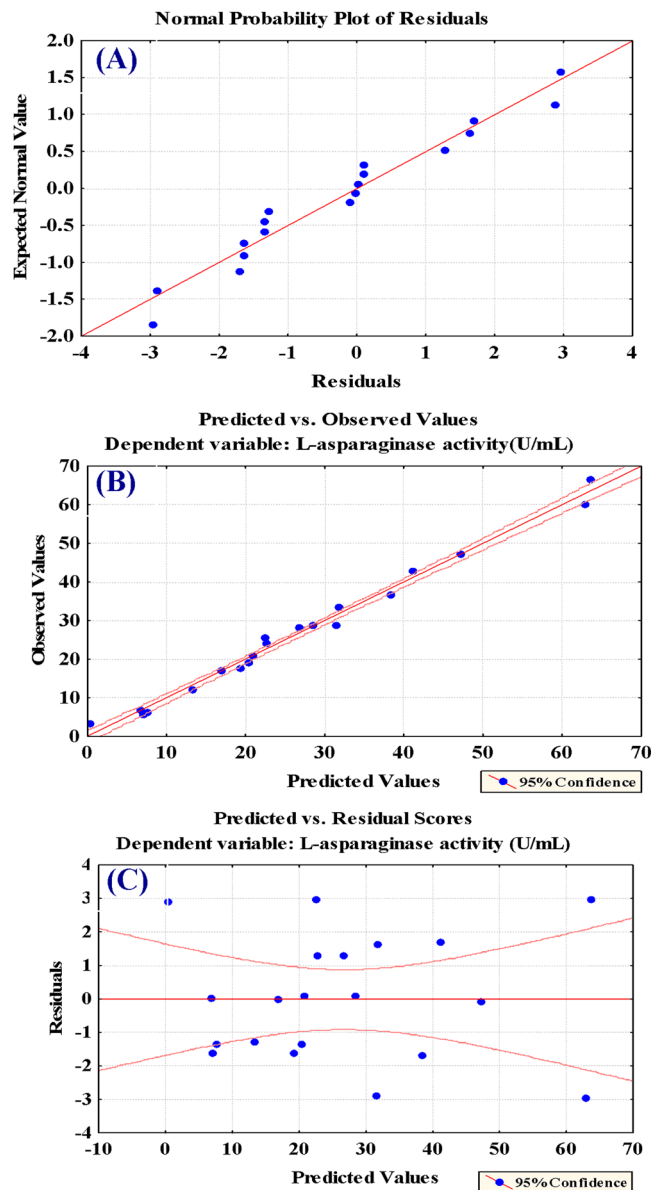 Normal Probability Plot of Residuals
(A)
Expected Normal Value
2.0
1.5
1.0
0.5
0.0
-0.5
-1.0
-1.5
-2.0
-4 -3 -2 -1 0 1 2 3 4
Residuals
Predicted vs. Observed Values
Dependent variable: L-asparaginase activity(U/mL)
(B)
Observed Values
70
60
50
40
30
20
10
0
0 10 20 30 40 50 60 70
Predicted Values
95% Confidence
Predicted vs. Residual Scores
Dependent variable: L-asparaginase activity (U/mL)
(C)
Residuals
4
3
2
1
0
-1
-2
-3
-4
-10 0 10 20 30 40 50 60 70
Predicted Values
95% Confidence